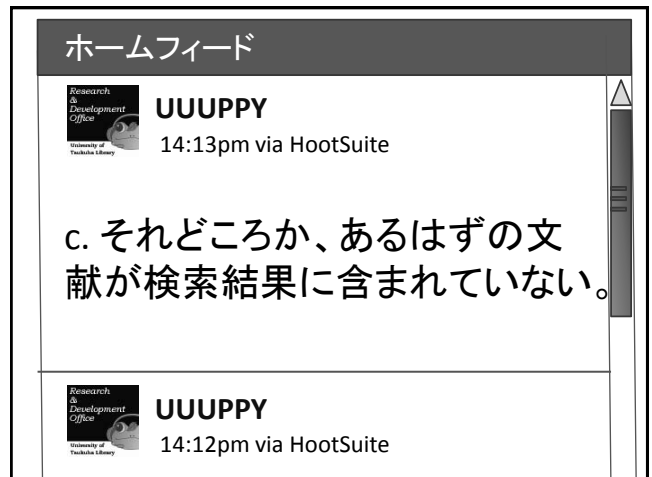 ホームフィード
Research
&
Development
Office
University of
Tsukuba Library
UUUPPY
14:13pm via HootSuite
c. それどころか、あるはずの文
献が検索結果に含まれていない。
Research
&
Development
Office
University of
Tsukuba Library
UUUPPY
14:12pm via HootSuite